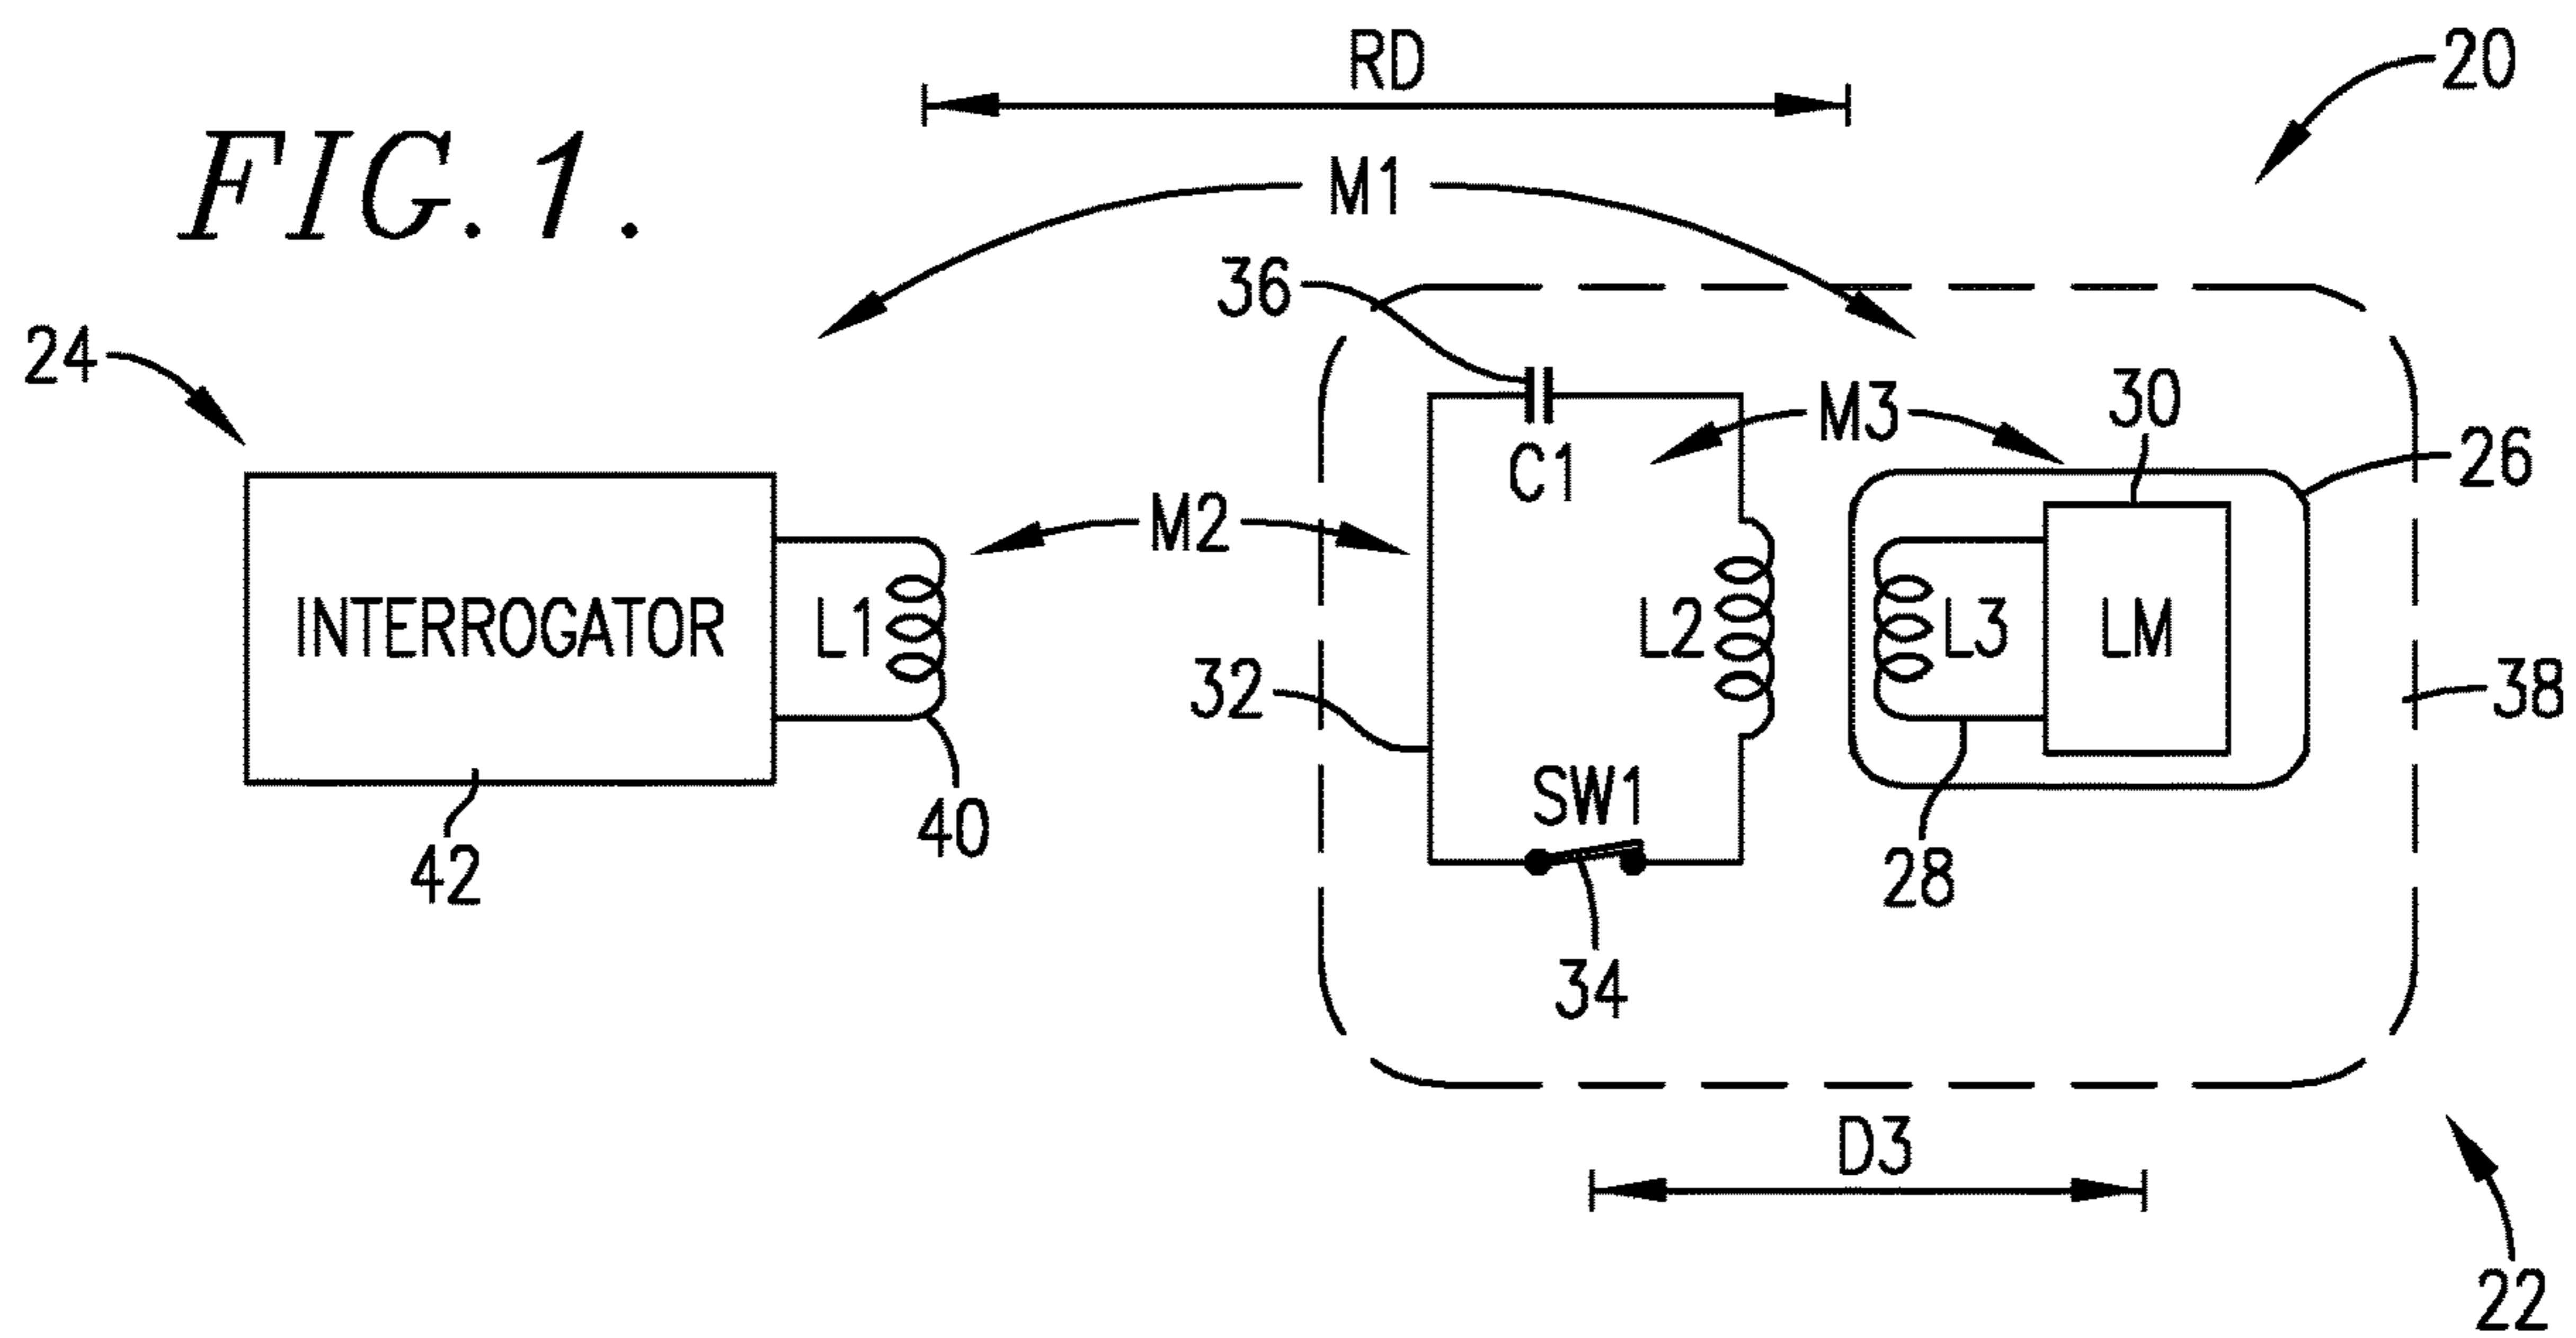 RD
20
FIG. 1.
M1
36
24
M3
30
C1
26
M2
INTERROGATOR
L1
L2
L3
LM
32
38
SW1
40
42
28
34
D3
22